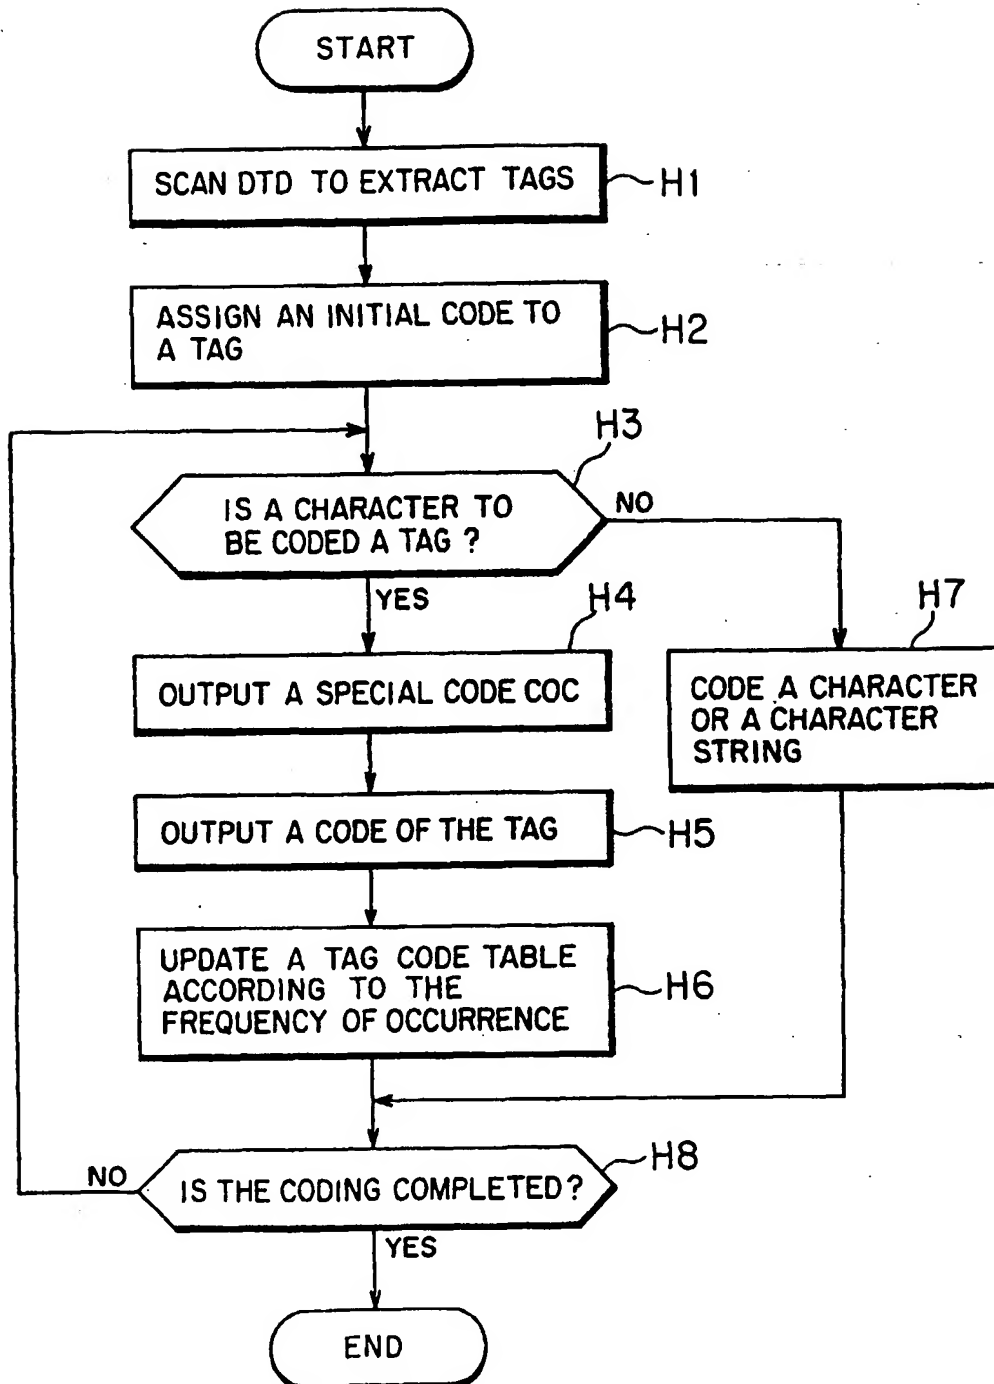 START
SCAN DTD TO EXTRACT TAGS
H1
ASSIGN AN INITIAL CODE TO
A TAG
H2
H3
IS A CHARACTER TO
BE CODED A TAG ?
NO
YES
H4
H7
OUTPUT A SPECIAL CODE COC
CODE A CHARACTER
OR A CHARACTER
STRING
OUTPUT A CODE OF THE TAG
H5
UPDATE A TAG CODE TABLE
ACCORDING TO THE
FREQUENCY OF OCCURRENCE
H6
H8
NO
IS THE CODING COMPLETED ?
YES
END